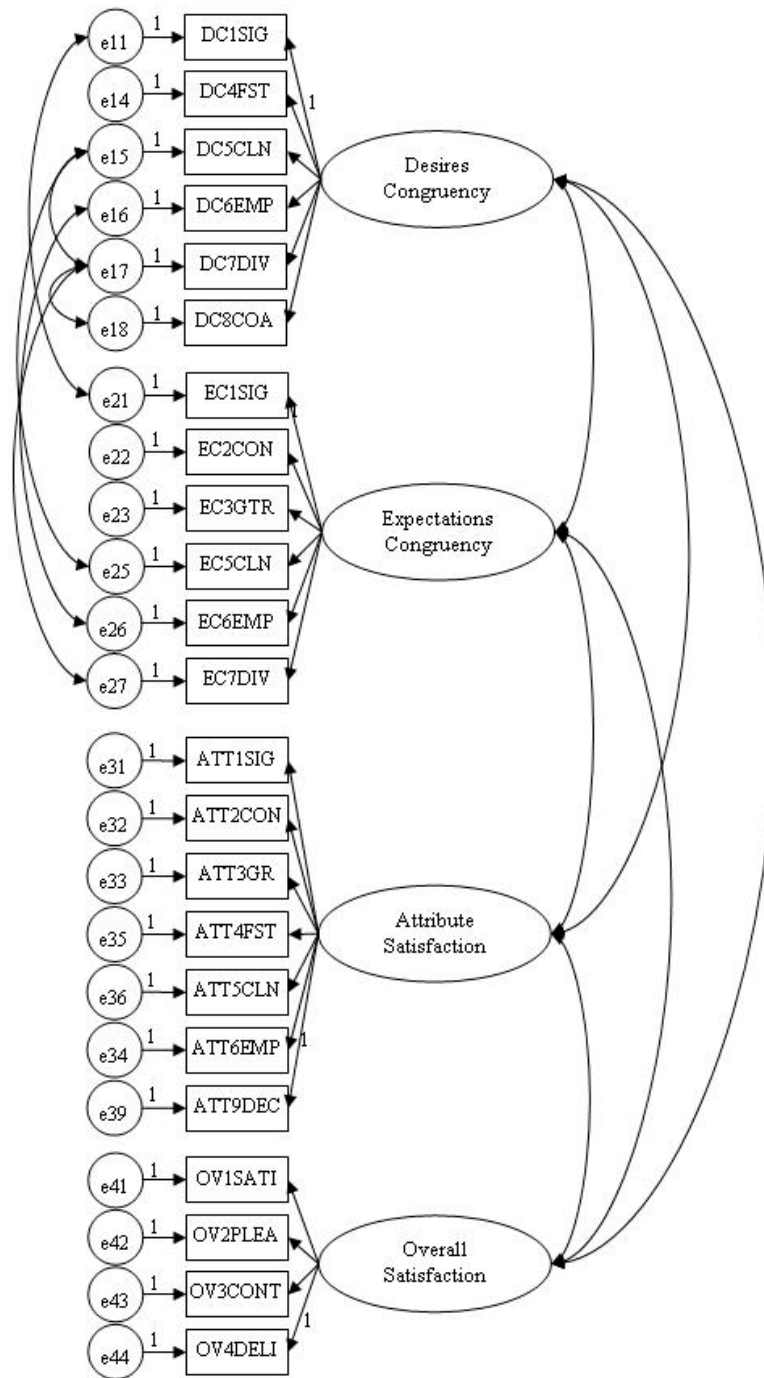 e11 1 DC1SIG
e14 1 DC4FST 1
e15 1 DC5CLN
Desires
Congruency
e16 1 DC6EMP
e17 1 DC7DIV
e18 1 DC8COA
e21 1 EC1SIG 1
e22 1 EC2CON
e23 1 EC3GTR
Expectations
Congruency
e25 1 EC5CLN
e26 1 EC6EMP
e27 1 EC7DIV
e31 1 ATT1SIG
e32 1 ATT2CON
e33 1 ATT3GR
e35 1 ATT4FST
Attribute
Satisfaction
e36 1 ATT5CLN
e34 1 ATT6EMP 1
e39 1 ATT9DEC
e41 1 OV1SATI
e42 1 OV2PLEA
Overall
Satisfaction
e43 1 OV3CONT
e44 1 OV4DELI 1